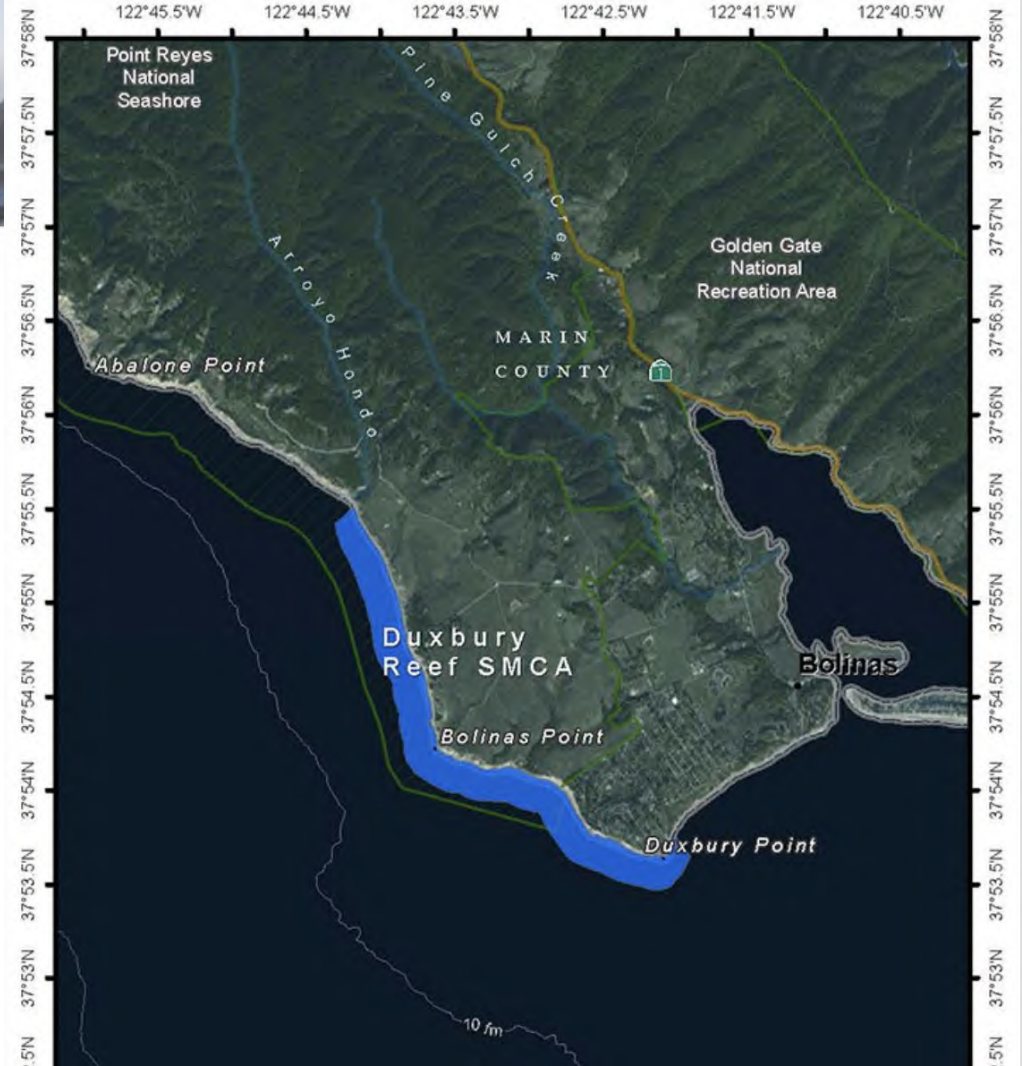 122°45.5'W 122°44.5'W 122°43.5'W 122°42.5'W 122°41.5'W 122°40.5'W
37°58'N
37°57.5'N
37°57'N
37°56.5'N
37°56'N
37°55.5'N
37°55'N
37°54.5'N
37°54'N
37°53.5'N
37°53'N
.5'N
Point Reyes
National
Seashore
Pine Gulch Creek
Arroyo Hondo
Golden Gate
National
Recreation Area
MARIN
COUNTY
1
Abalone Point
Duxbury
Reef SMCA
Bolinas
Bolinas Point
Duxbury Point
10 fm
37°58'N
37°57.5'N
37°57'N
37°56.5'N
37°56'N
37°55.5'N
37°55'N
37°54.5'N
37°54'N
37°53.5'N
37°53'N
.5'N